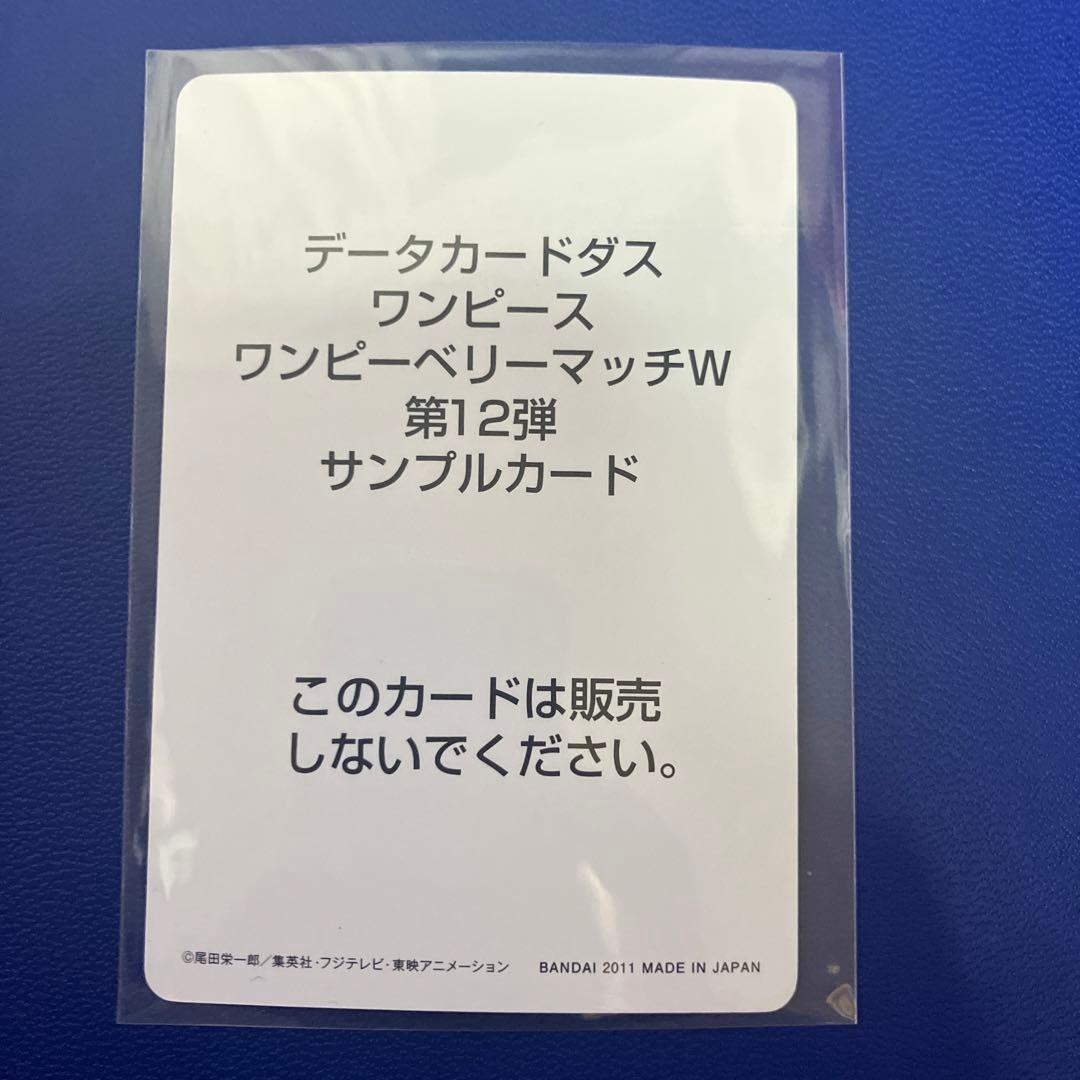 データカードダス
ワンピース
ワンピーベリーマッチW
第12弾
サンプルカード
このカードは販売
しないでください。
©尾田栄一郎／集英社・フジテレビ・東映アニメーション BANDAI 2011 MADE IN JAPAN